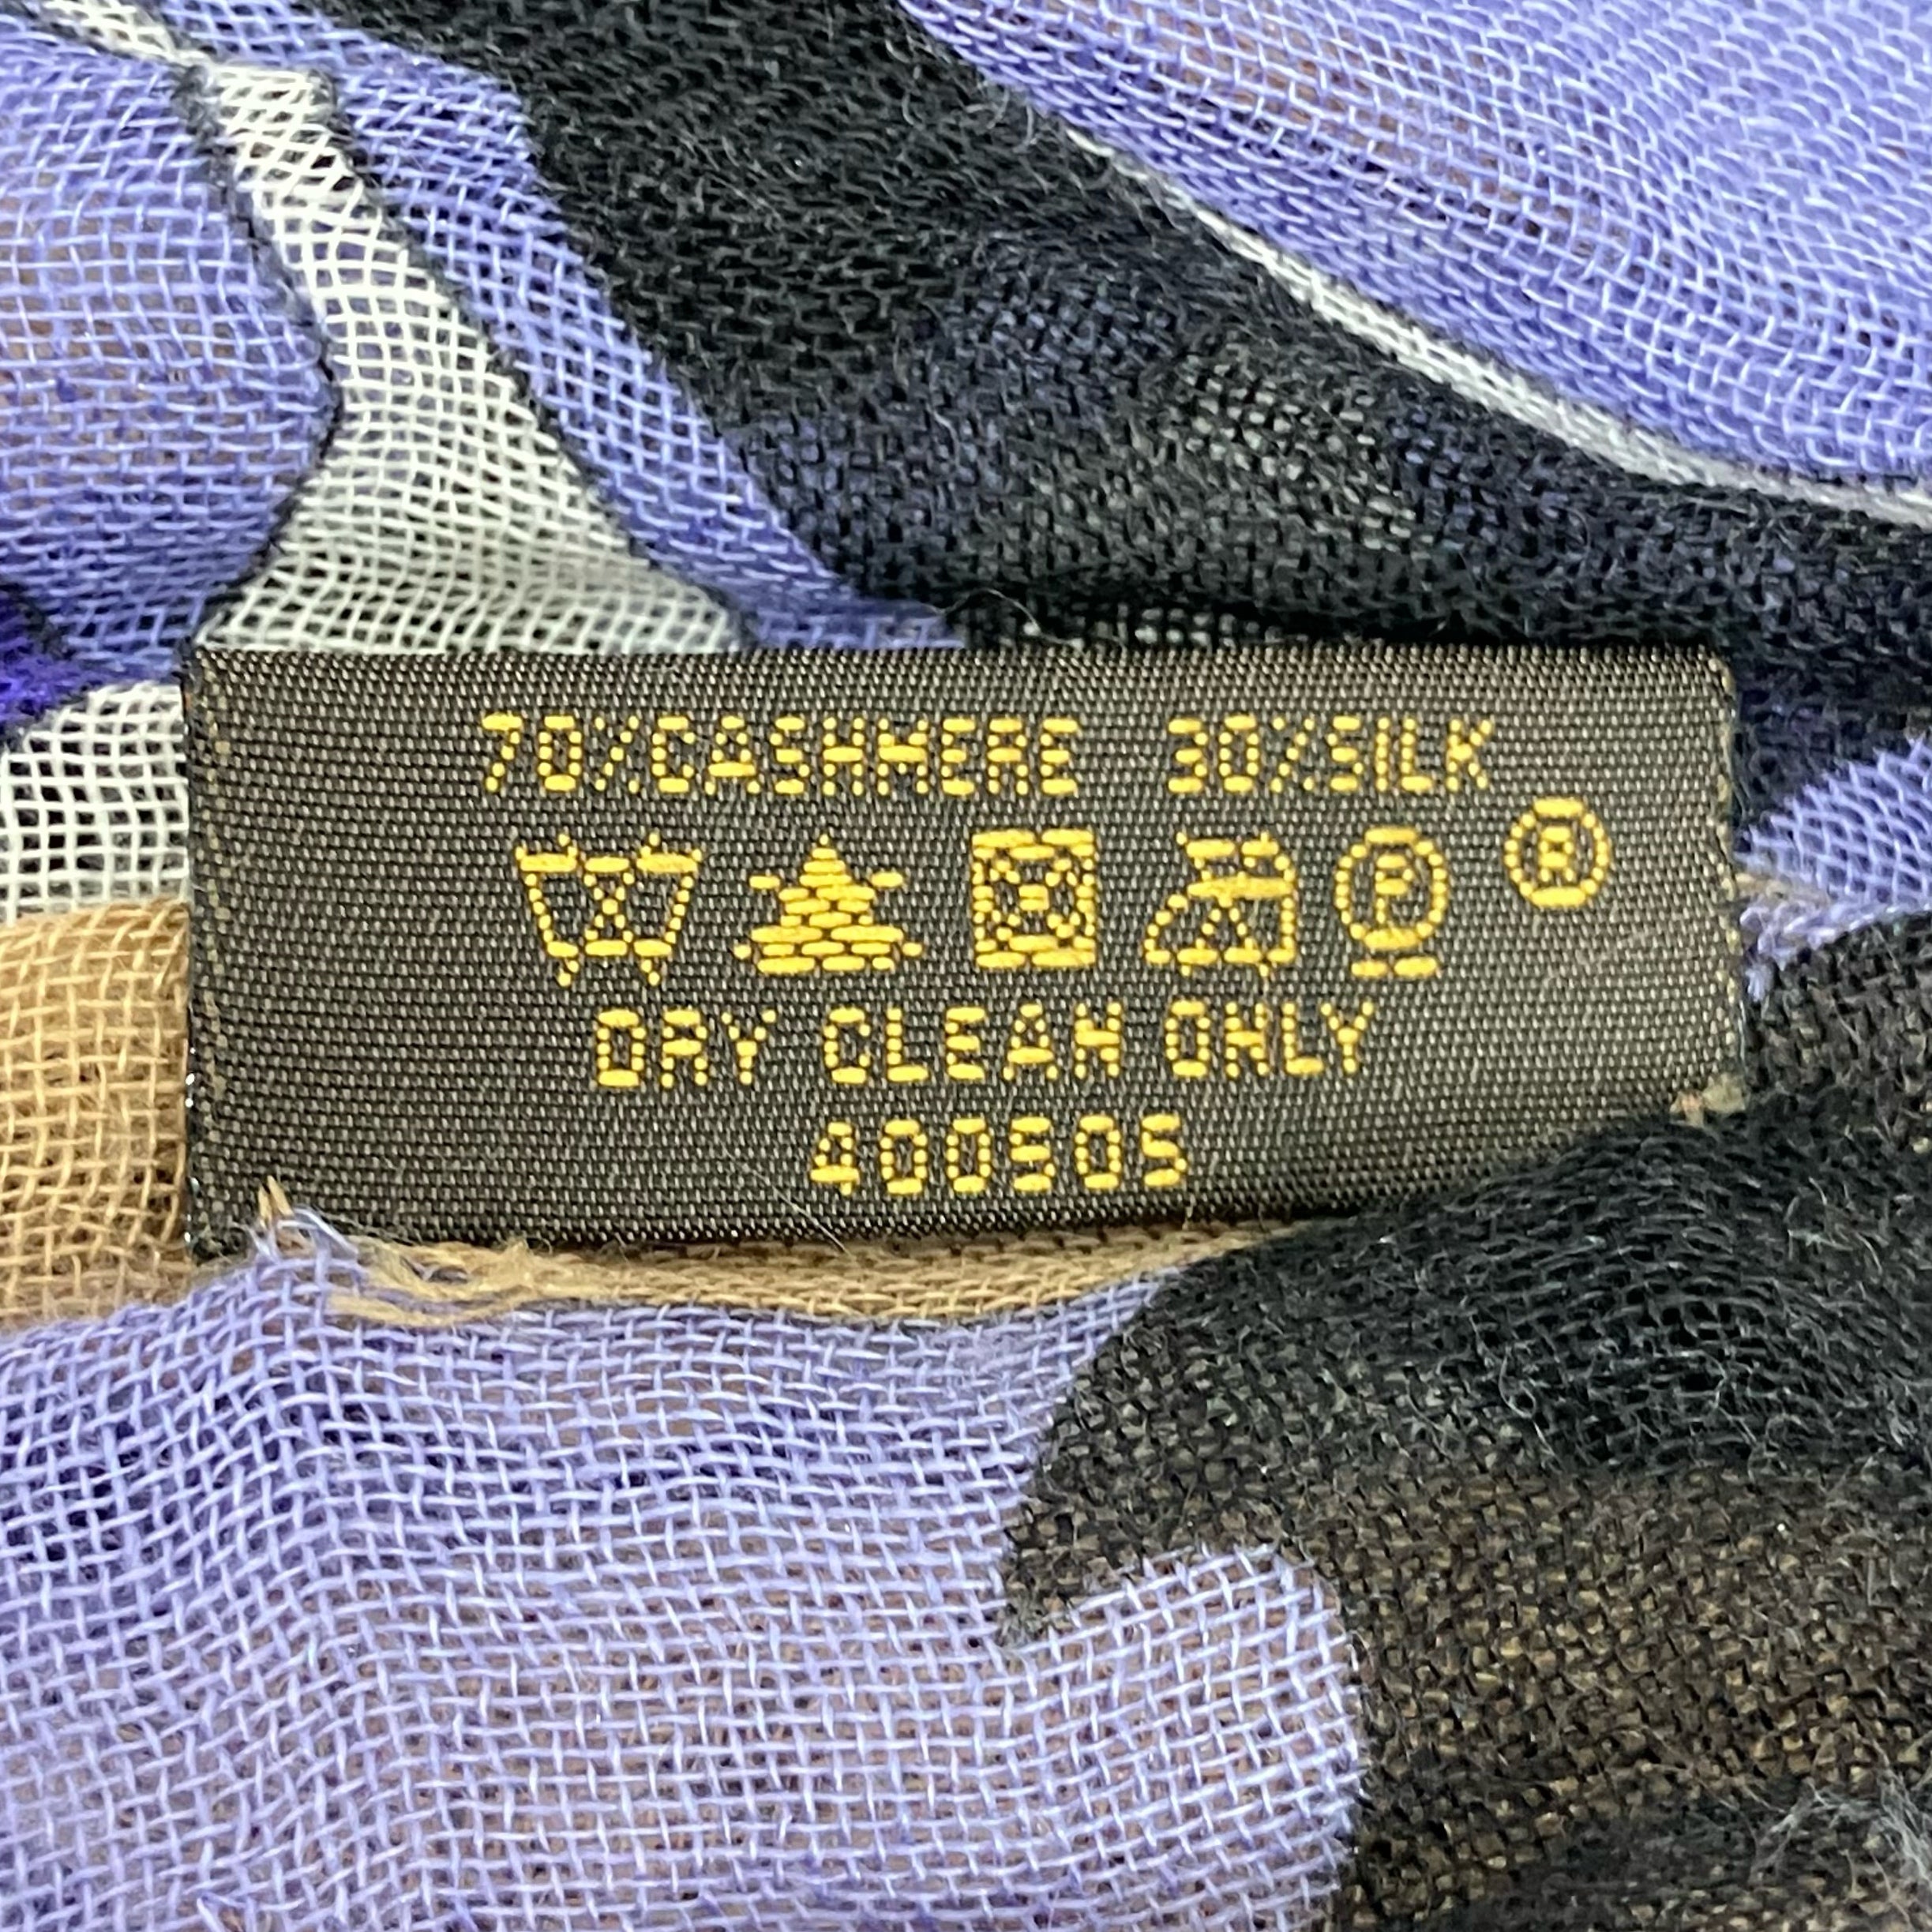 70%CASHMERE 30%SILK
P ®
DRY CLEAN ONLY
400505